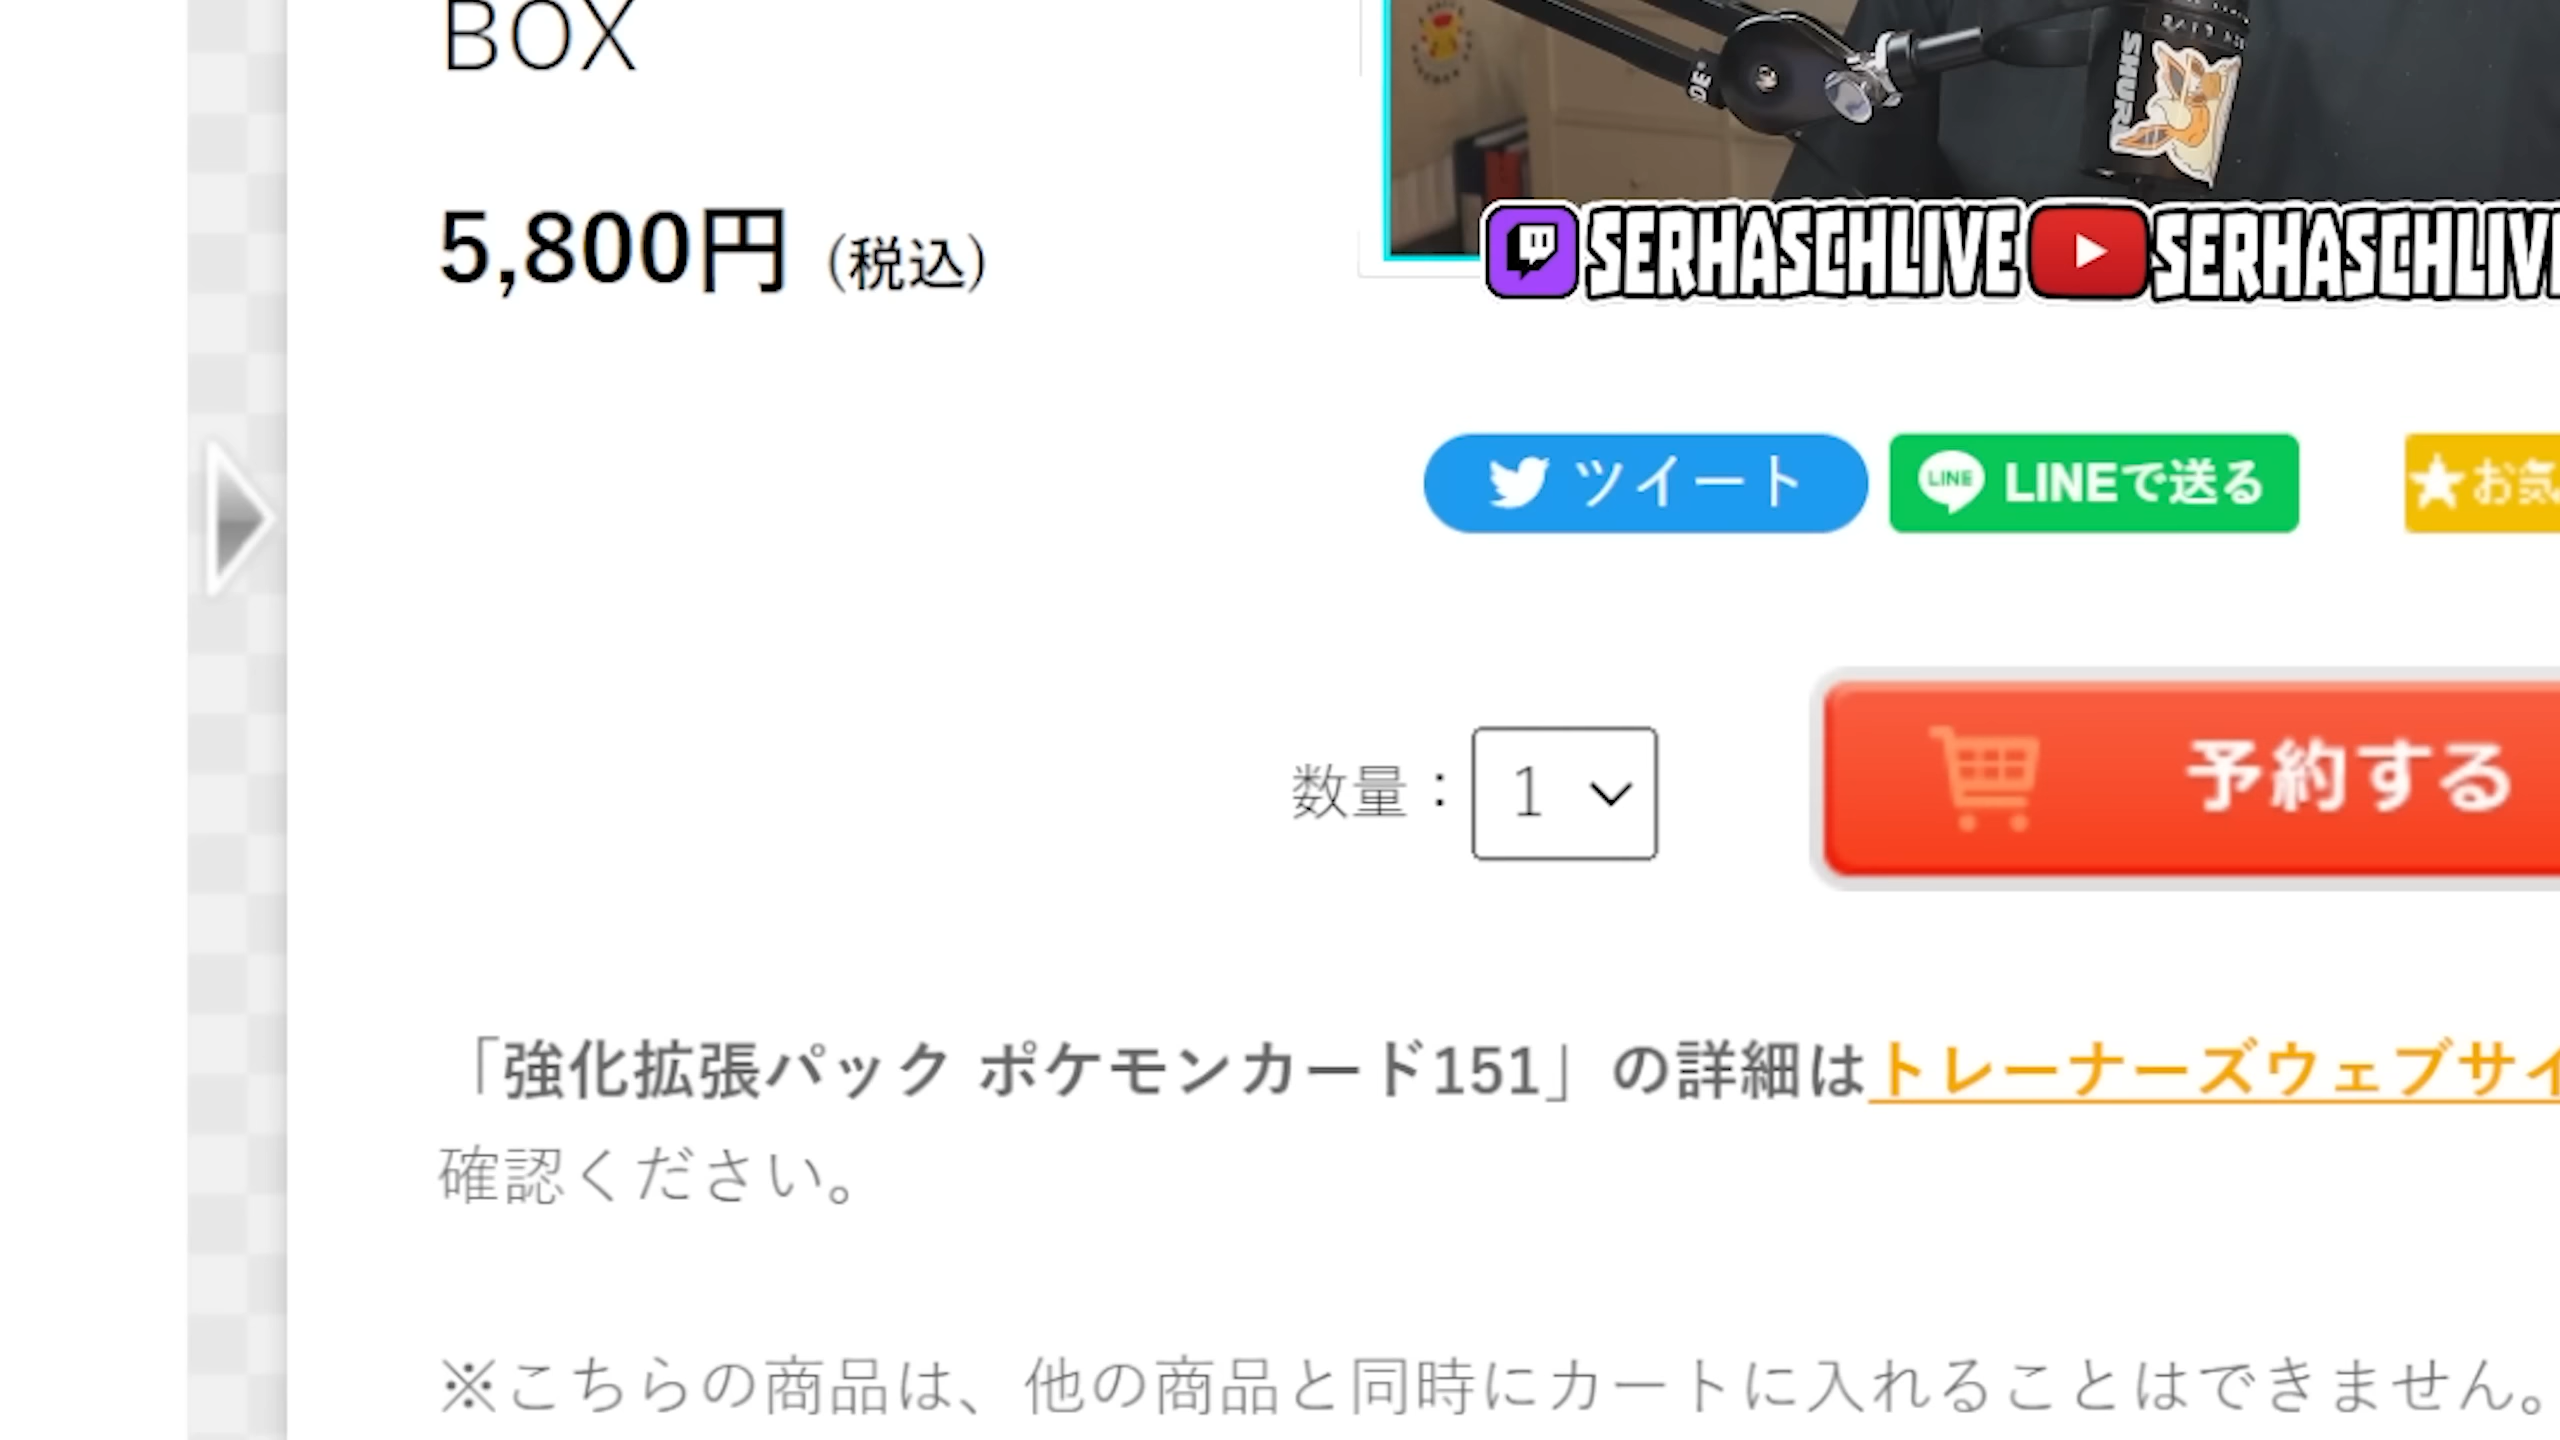 BOX
5,800円 (税込)
SHURE
SERHASCHLIVE SERHASCHLIVE
ツイート LINE LINEで送る ★お気
数量： 1 予約する
「強化拡張パック ポケモンカード151」の詳細はトレーナーズウェブサイ
確認ください。
※こちらの商品は、他の商品と同時にカートに入れることはできません。